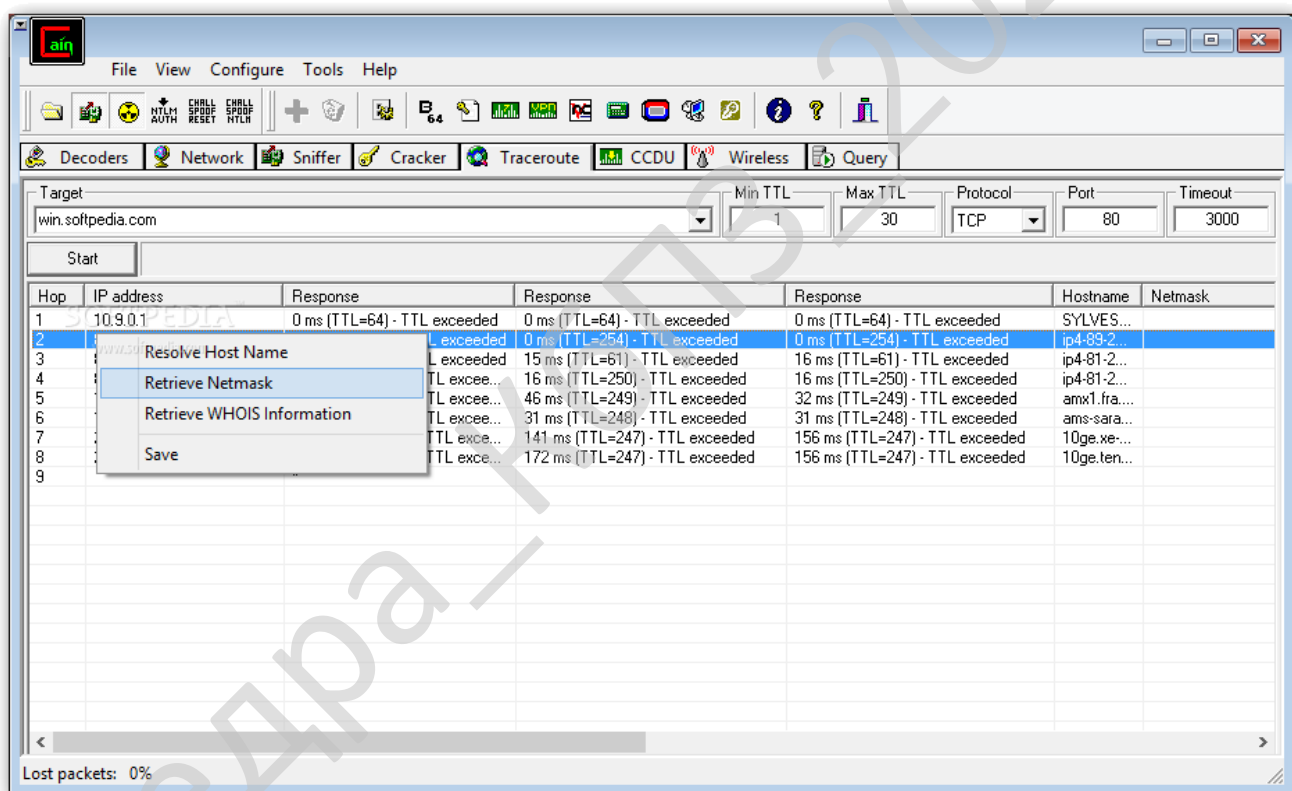 Cain
File View Configure Tools Help
NTLM AUTH CHALL SPOOF RESET CHALL SPOOF NTLM B64
Decoders Network Sniffer Cracker Traceroute CCDU Wireless Query
Target Min TTL Max TTL Protocol Port Timeout
win.softpedia.com 1 30 TCP 80 3000
Start
Hop IP address Response Response Response Hostname Netmask
1 10.9.0.1 0 ms (TTL=64) - TTL exceeded 0 ms (TTL=64) - TTL exceeded 0 ms (TTL=64) - TTL exceeded SYLVES...
2 L exceeded 0 ms (TTL=254) - TTL exceeded 0 ms (TTL=254) - TTL exceeded ip4-89-2...
3 L exceeded 15 ms (TTL=61) - TTL exceeded 16 ms (TTL=61) - TTL exceeded ip4-81-2...
4 TL excee... 16 ms (TTL=250) - TTL exceeded 16 ms (TTL=250) - TTL exceeded ip4-81-2...
5 TL excee... 46 ms (TTL=249) - TTL exceeded 32 ms (TTL=249) - TTL exceeded amx1.fra....
6 TL excee... 31 ms (TTL=248) - TTL exceeded 31 ms (TTL=248) - TTL exceeded ams-sara...
7 TTL exce... 141 ms (TTL=247) - TTL exceeded 156 ms (TTL=247) - TTL exceeded 10ge.xe-...
8 TTL exce... 172 ms (TTL=247) - TTL exceeded 156 ms (TTL=247) - TTL exceeded 10ge.ten...
9
SOFTPEDIA
Resolve Host Name
Retrieve Netmask
Retrieve WHOIS Information
Save
Lost packets: 0%